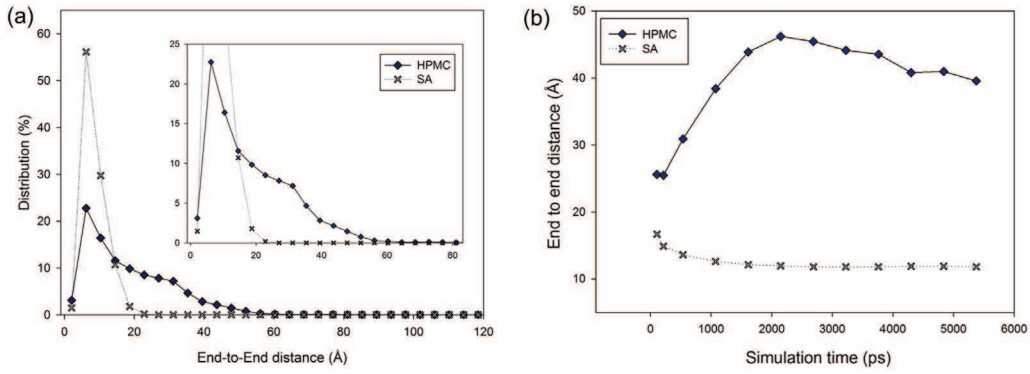 (a)
60
50
40
30
20
10
0
Distribution (%)
0 20 40 60 80 100 120
End-to-End distance (Å)
25
20
15
10
5
0
0 20 40 60 80
HPMC
SA
(b)
50
40
30
20
10
End to end distance (Å)
0 1000 2000 3000 4000 5000 6000
Simulation time (ps)
HPMC
SA